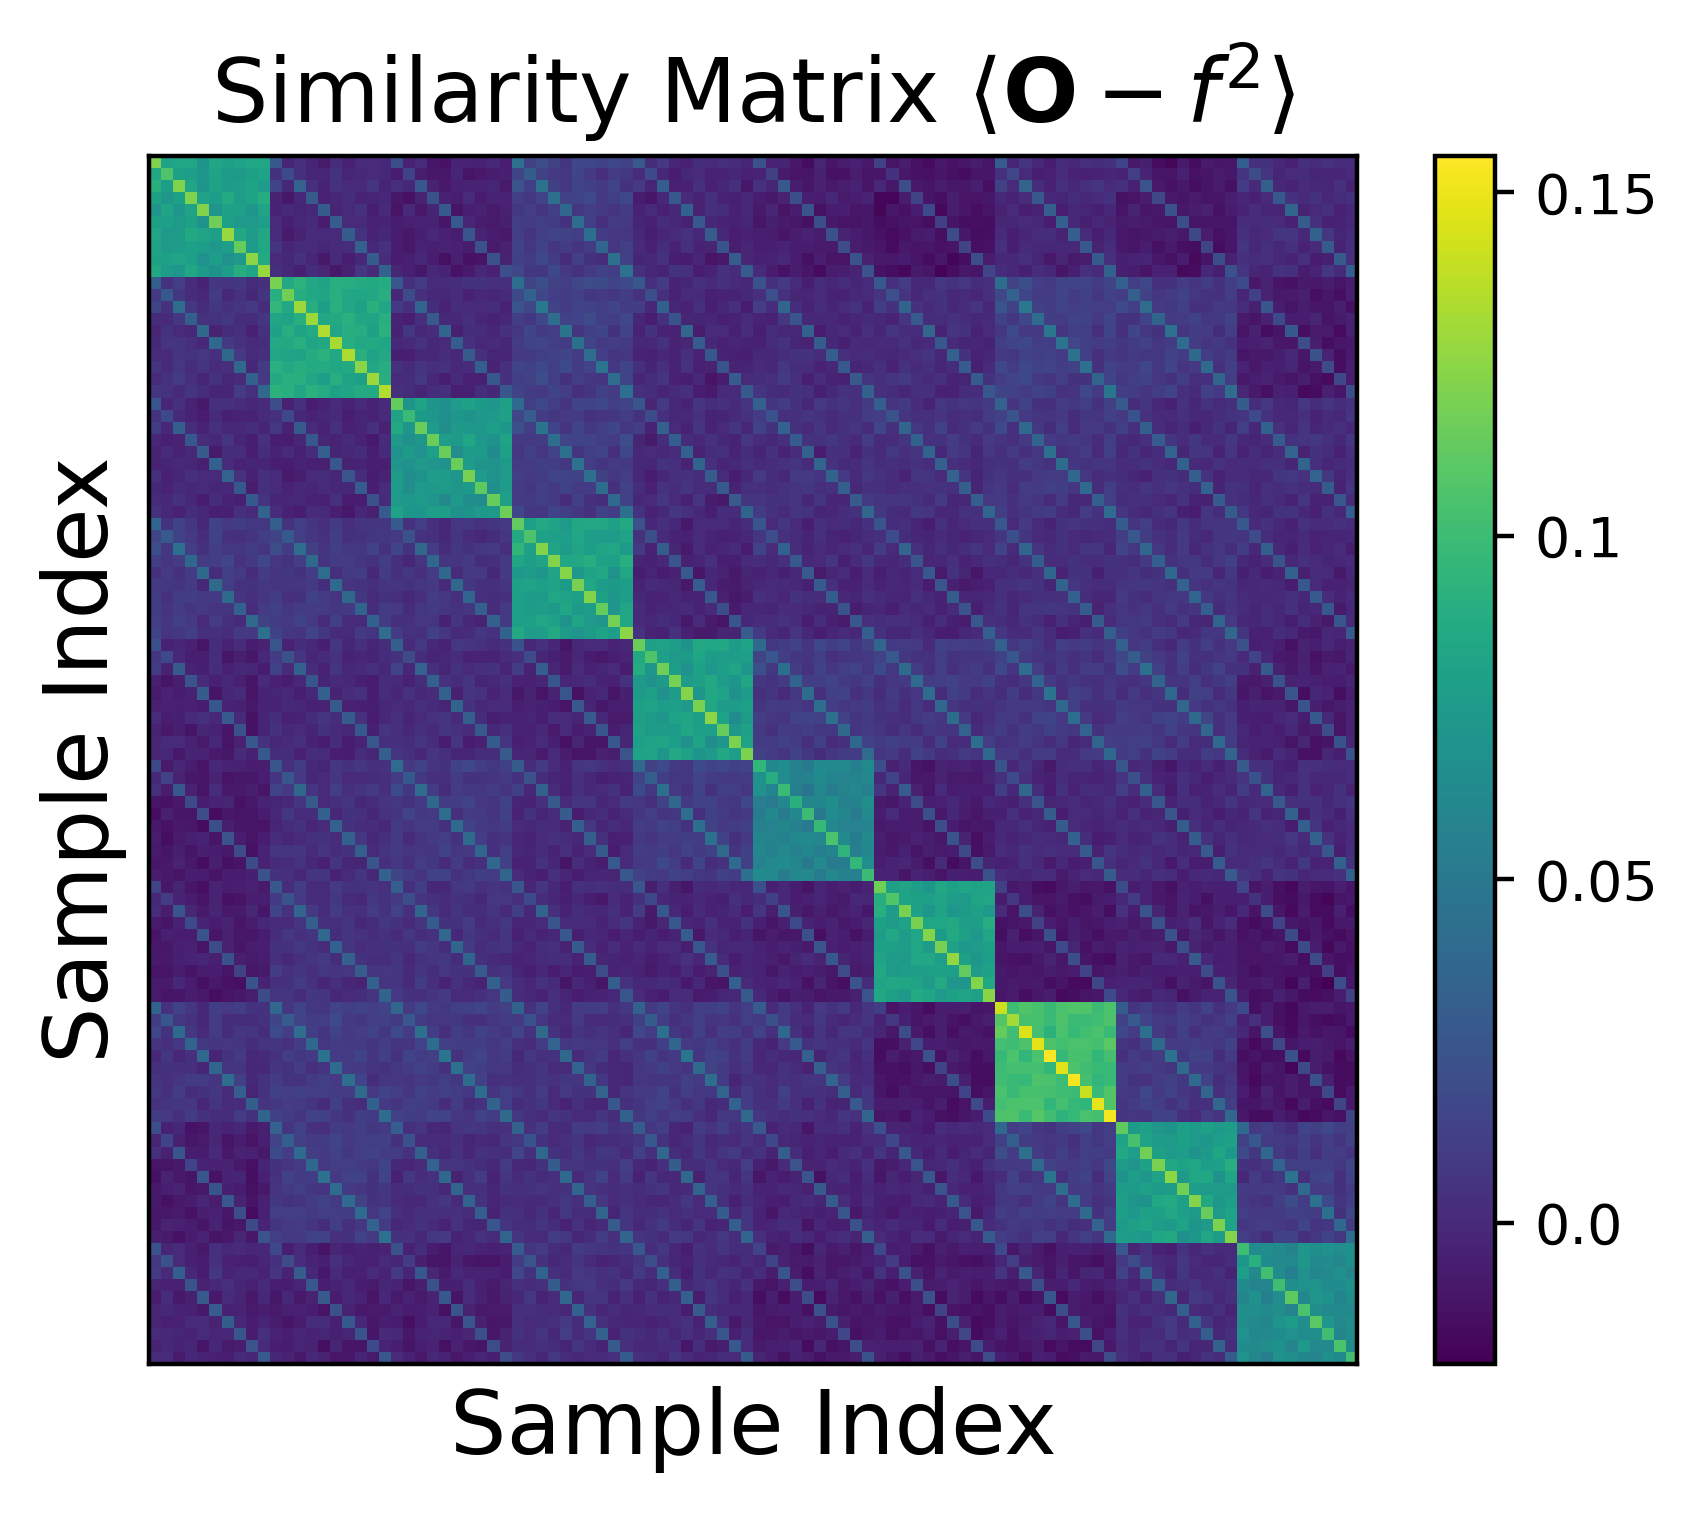 Similarity Matrix ⟨𝐎 − f²⟩
0.15
0.1
0.05
0.0
Sample Index
Sample Index